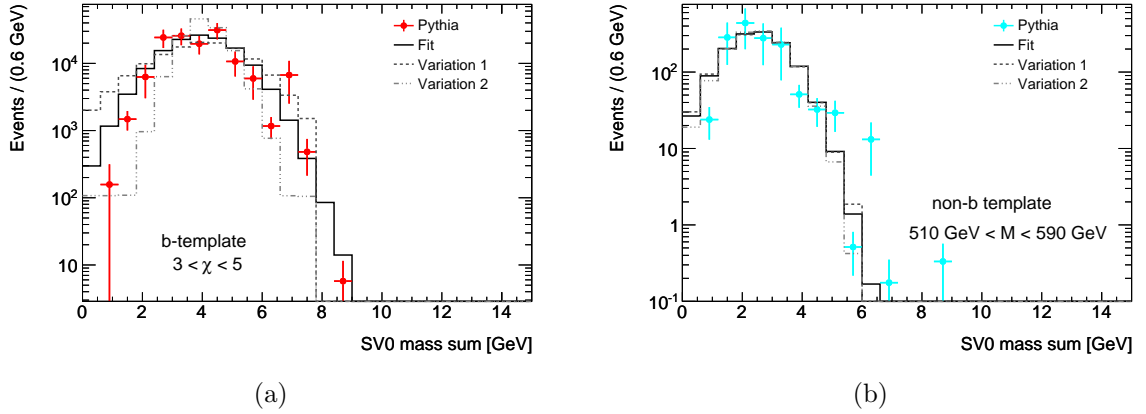 Events / (0.6 GeV)
10^4
10^3
10^2
10
Pythia
Fit
Variation 1
Variation 2
b-template
3 < χ < 5
0 2 4 6 8 10 12 14
SV0 mass sum [GeV]
(a)
Events / (0.6 GeV)
10^2
10
1
10^-1
Pythia
Fit
Variation 1
Variation 2
non-b template
510 GeV < M < 590 GeV
0 2 4 6 8 10 12 14
SV0 mass sum [GeV]
(b)